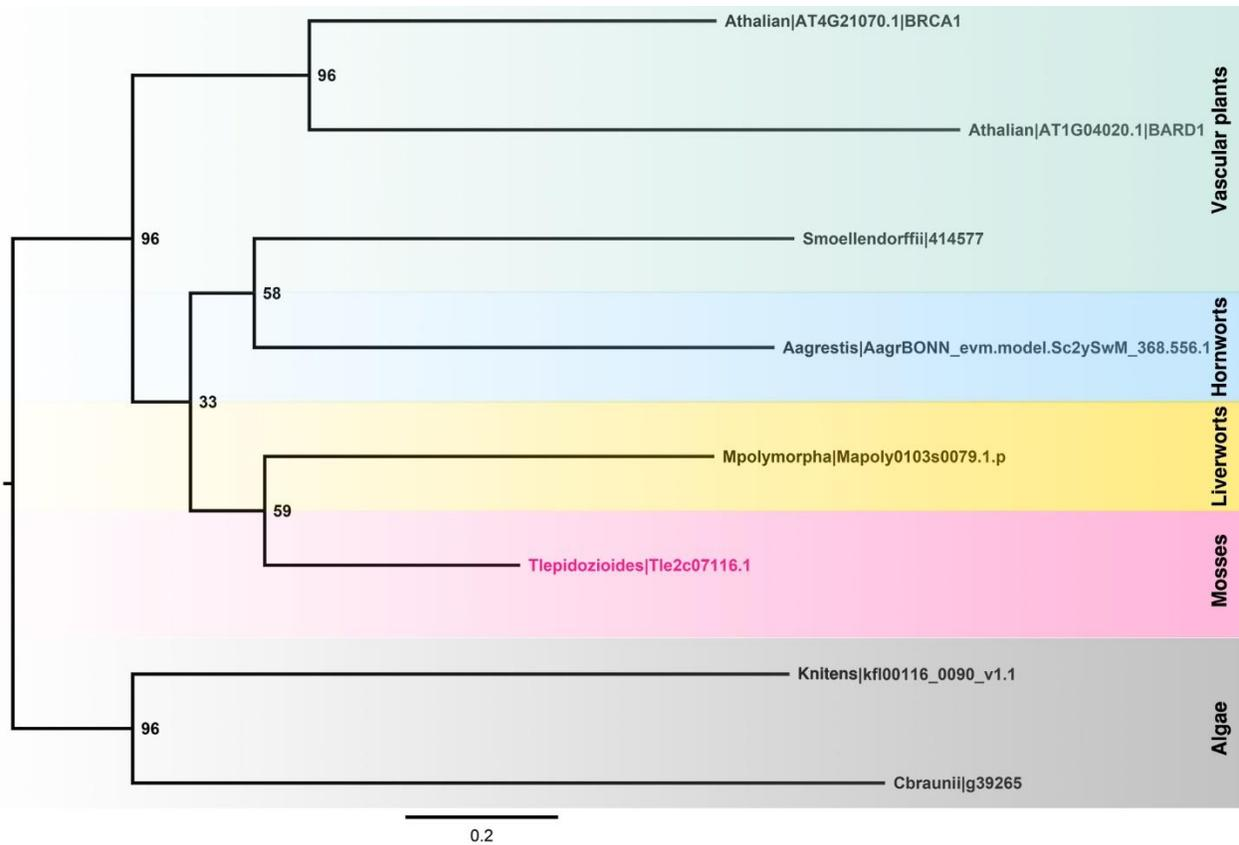 Athalian|AT4G21070.1|BRCA1
96
Athalian|AT1G04020.1|BARD1
Vascular plants
96
Smoellendorffii|414577
58
Aagrestis|AagrBONN_evm.model.Sc2ySwM_368.556.1
Hornworts
33
Mpolymorpha|Mapoly0103s0079.1.p
Liverworts
59
Tlepidozioides|Tle2c07116.1
Mosses
Knitens|kfl00116_0090_v1.1
96
Algae
Cbraunii|g39265
0.2